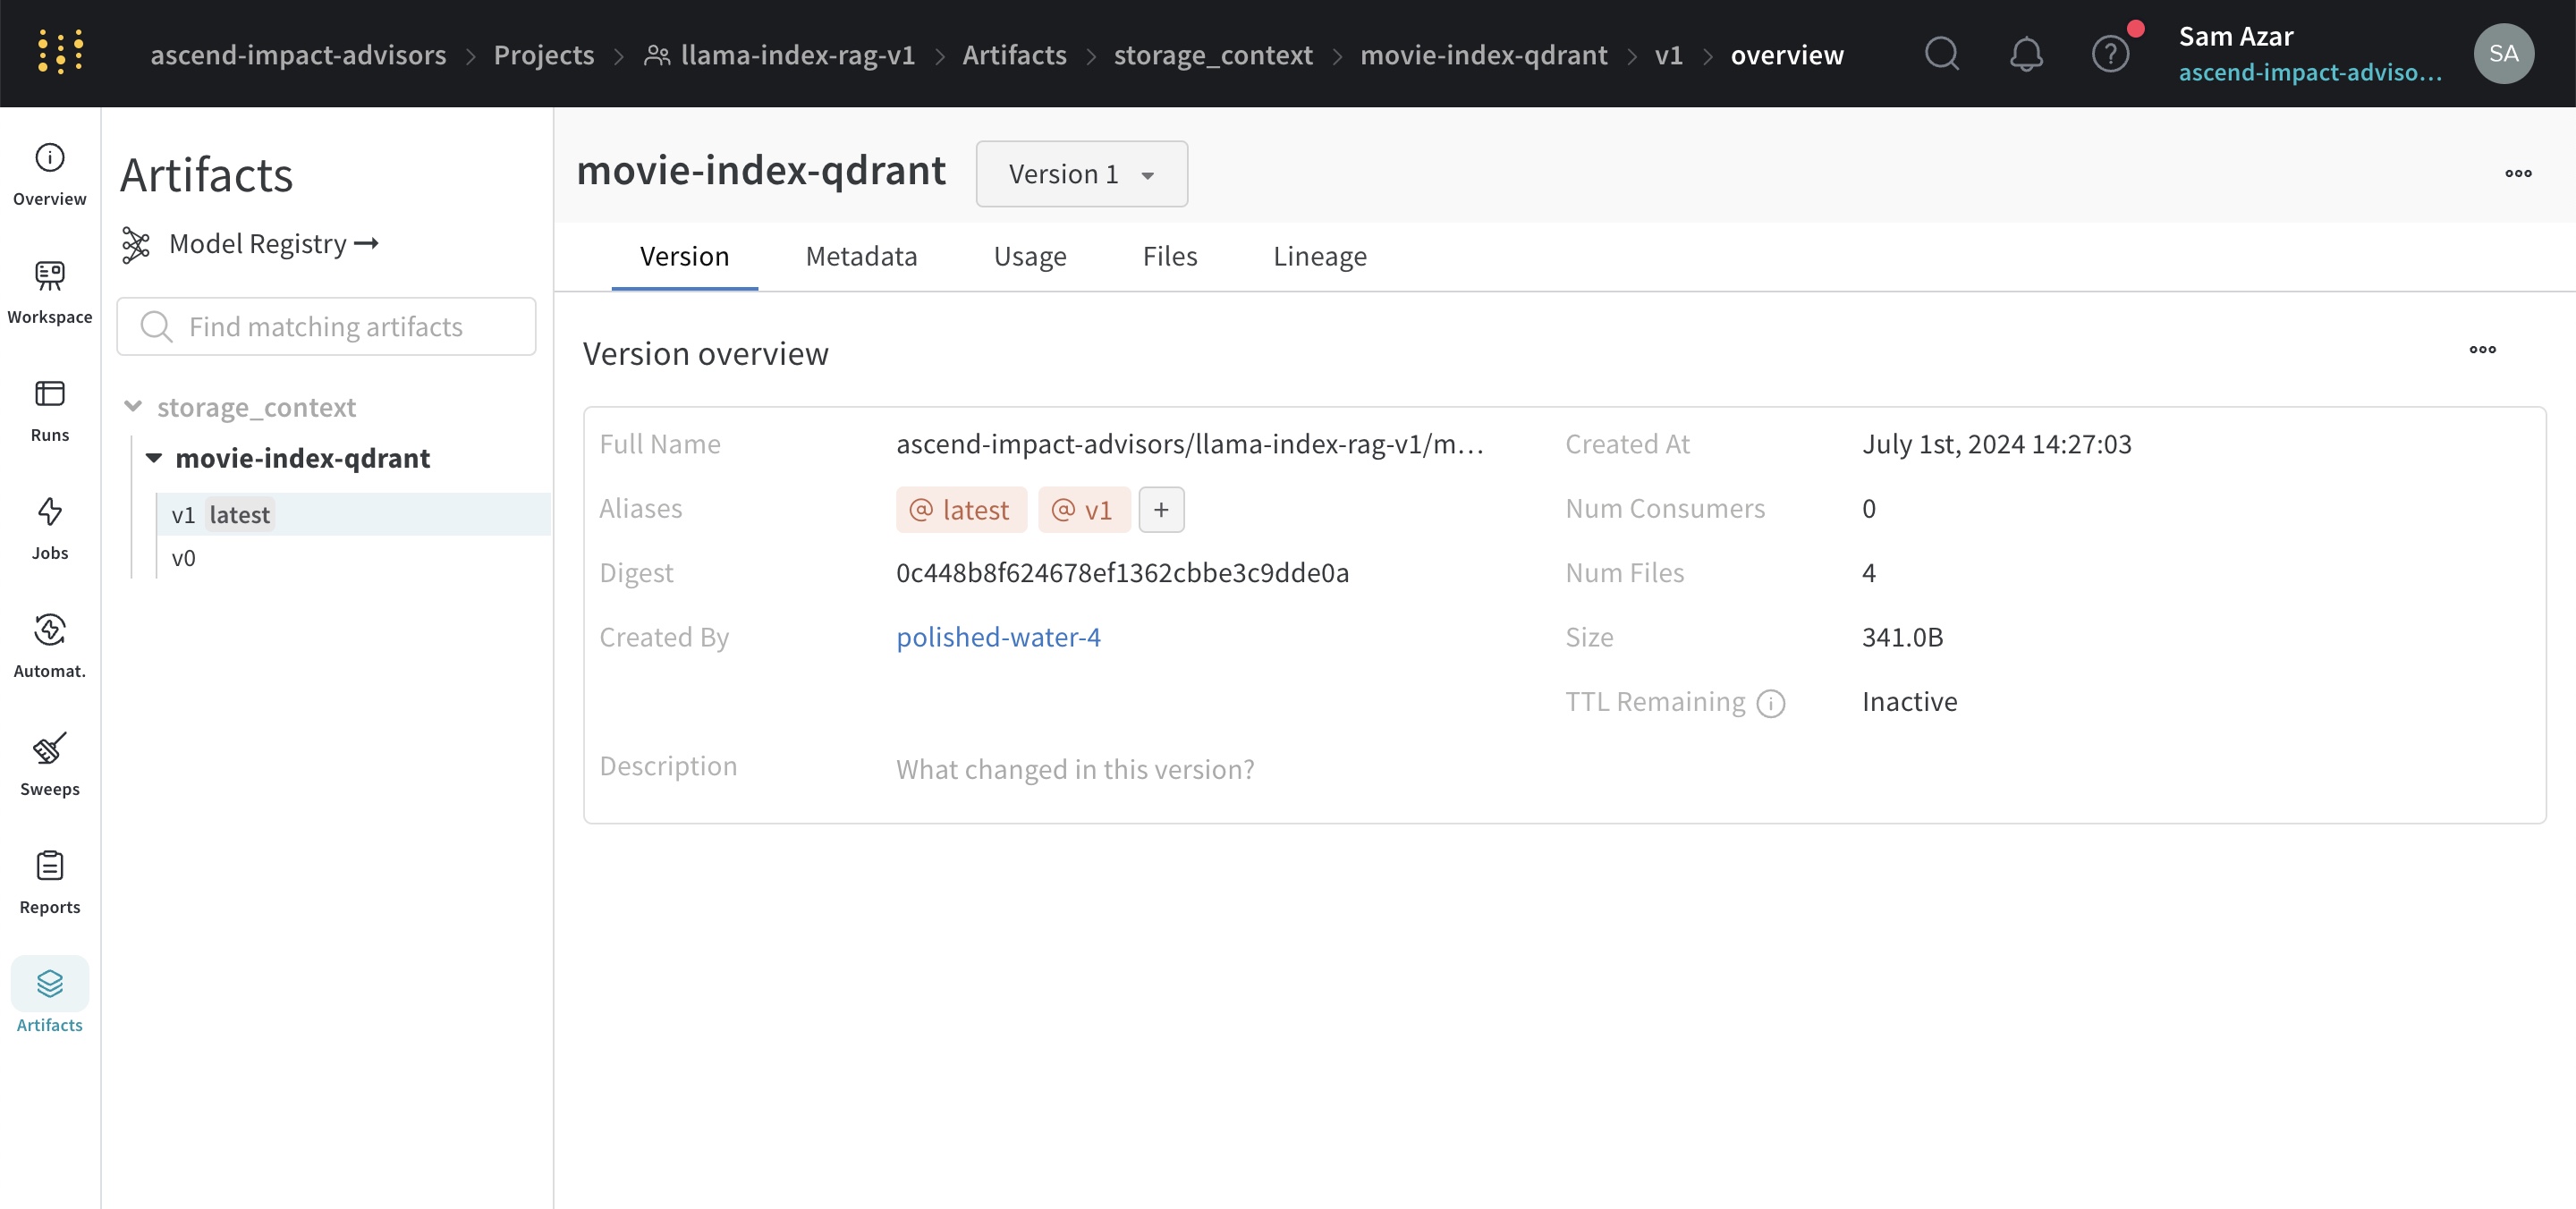 ascend-impact-advisors > Projects > llama-index-rag-v1 > Artifacts > storage_context > movie-index-qdrant > v1 > overview
Sam Azar
ascend-impact-adviso...
SA
Overview
Workspace
Runs
Jobs
Automat.
Sweeps
Reports
Artifacts
Artifacts
Model Registry →
Find matching artifacts
storage_context
movie-index-qdrant
v1 latest
v0
movie-index-qdrant
Version 1
Version Metadata Usage Files Lineage
Version overview
Full Name ascend-impact-advisors/llama-index-rag-v1/m...
Aliases @ latest @ v1 +
Digest 0c448b8f624678ef1362cbbe3c9dde0a
Created By polished-water-4
Description What changed in this version?
Created At July 1st, 2024 14:27:03
Num Consumers 0
Num Files 4
Size 341.0B
TTL Remaining Inactive